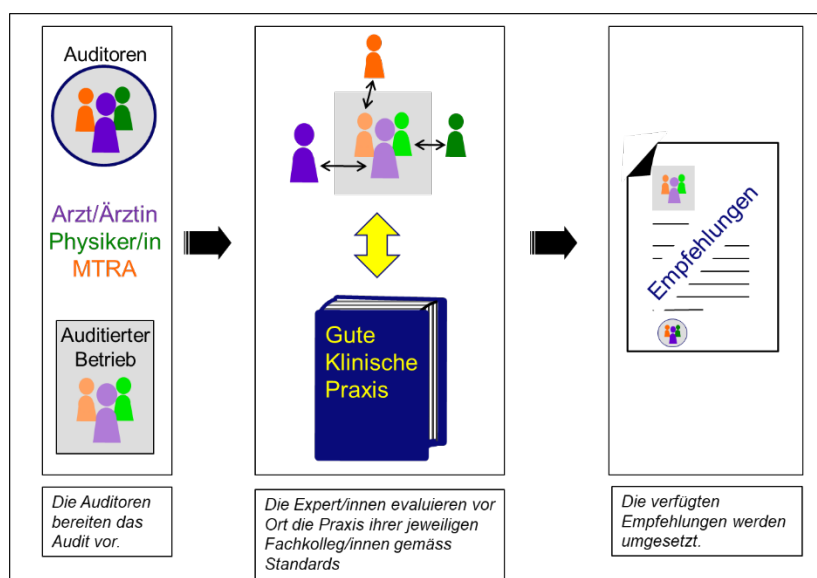 Auditoren
Arzt/Ärztin
Physiker/in
MTRA
Auditierter
Betrieb
Die Auditoren
bereiten das
Audit vor.
Gute
Klinische
Praxis
Die Expert/innen evaluieren vor
Ort die Praxis ihrer jeweiligen
Fachkolleg/innen gemäss
Standards
Empfehlungen
Die verfügten
Empfehlungen werden
umgesetzt.